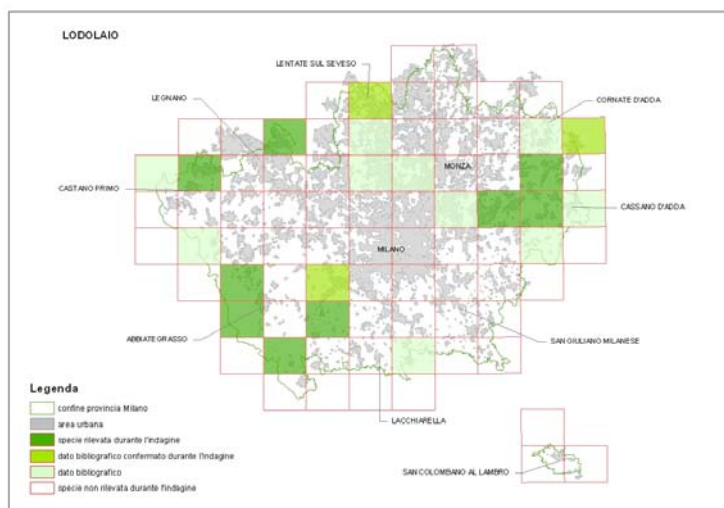 LODOLAIO
LENTATE SUL SEVESO
LEGNANO
CORNATE D'ADDA
MONZA
CASTANO PRIMO
CASSANO D'ADDA
MILANO
ABBIATEGRASSO
SAN GIULIANO MILANESE
LACCHIARELLA
SAN COLOMBANO AL LAMBRO
Legenda
confine provincia Milano
area urbana
specie rilevata durante l'indagine
dato bibliografico confermato durante l'indagine
dato bibliografico
specie non rilevata durante l'indagine